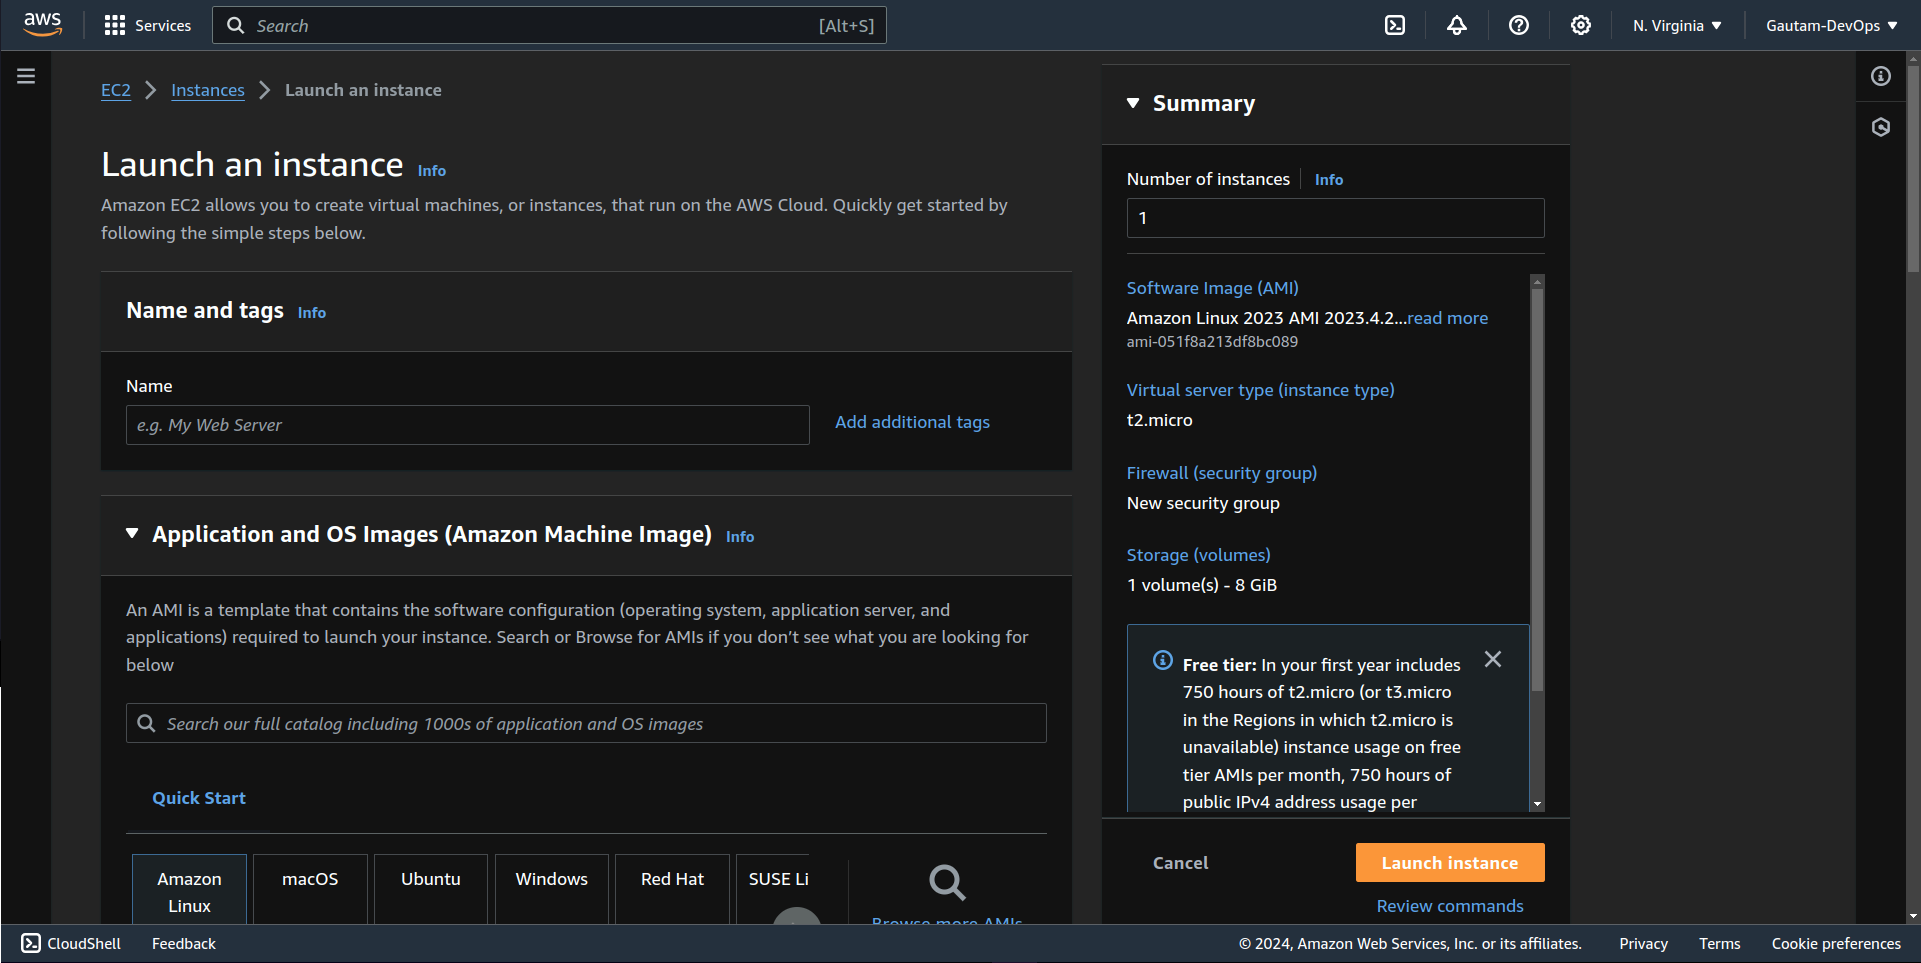 aws
Services
Search
[Alt+S]
N. Virginia
Gautam-DevOps
EC2 > Instances > Launch an instance
Launch an instance Info
Amazon EC2 allows you to create virtual machines, or instances, that run on the AWS Cloud. Quickly get started by
following the simple steps below.
Name and tags Info
Name
e.g. My Web Server
Add additional tags
Application and OS Images (Amazon Machine Image) Info
An AMI is a template that contains the software configuration (operating system, application server, and
applications) required to launch your instance. Search or Browse for AMIs if you don’t see what you are looking for
below
Search our full catalog including 1000s of application and OS images
Quick Start
Amazon
Linux
macOS
Ubuntu
Windows
Red Hat
SUSE Li
Browse more AMIs
Summary
Number of instances Info
1
Software Image (AMI)
Amazon Linux 2023 AMI 2023.4.2...read more
ami-051f8a213df8bc089
Virtual server type (instance type)
t2.micro
Firewall (security group)
New security group
Storage (volumes)
1 volume(s) - 8 GiB
Free tier: In your first year includes
750 hours of t2.micro (or t3.micro
in the Regions in which t2.micro is
unavailable) instance usage on free
tier AMIs per month, 750 hours of
public IPv4 address usage per
Cancel
Launch instance
Review commands
CloudShell
Feedback
© 2024, Amazon Web Services, Inc. or its affiliates.
Privacy
Terms
Cookie preferences